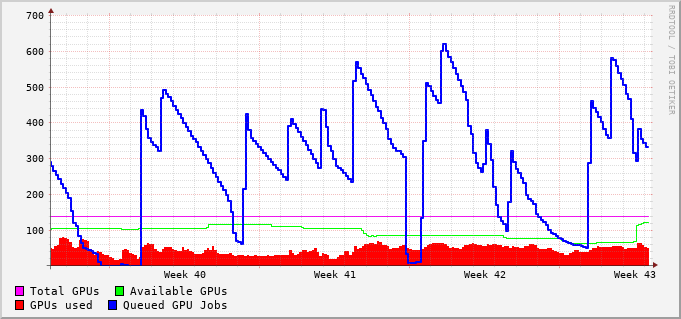 700
600
500
400
300
200
100
Week 40 Week 41 Week 42 Week 43
Total GPUs Available GPUs
GPUs used Queued GPU Jobs
RRDTOOL / TOBI OETIKER